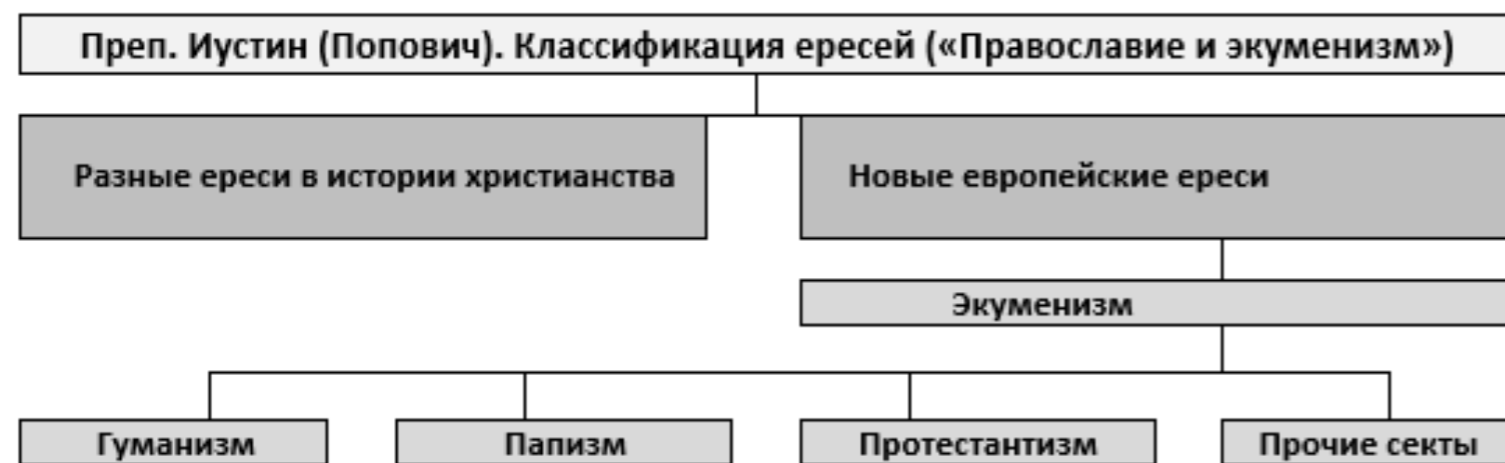 Преп. Иустин (Попович). Классификация ересей («Православие и экуменизм»)
Разные ереси в истории христианства
Новые европейские ереси
Экуменизм
Гуманизм
Папизм
Протестантизм
Прочие секты